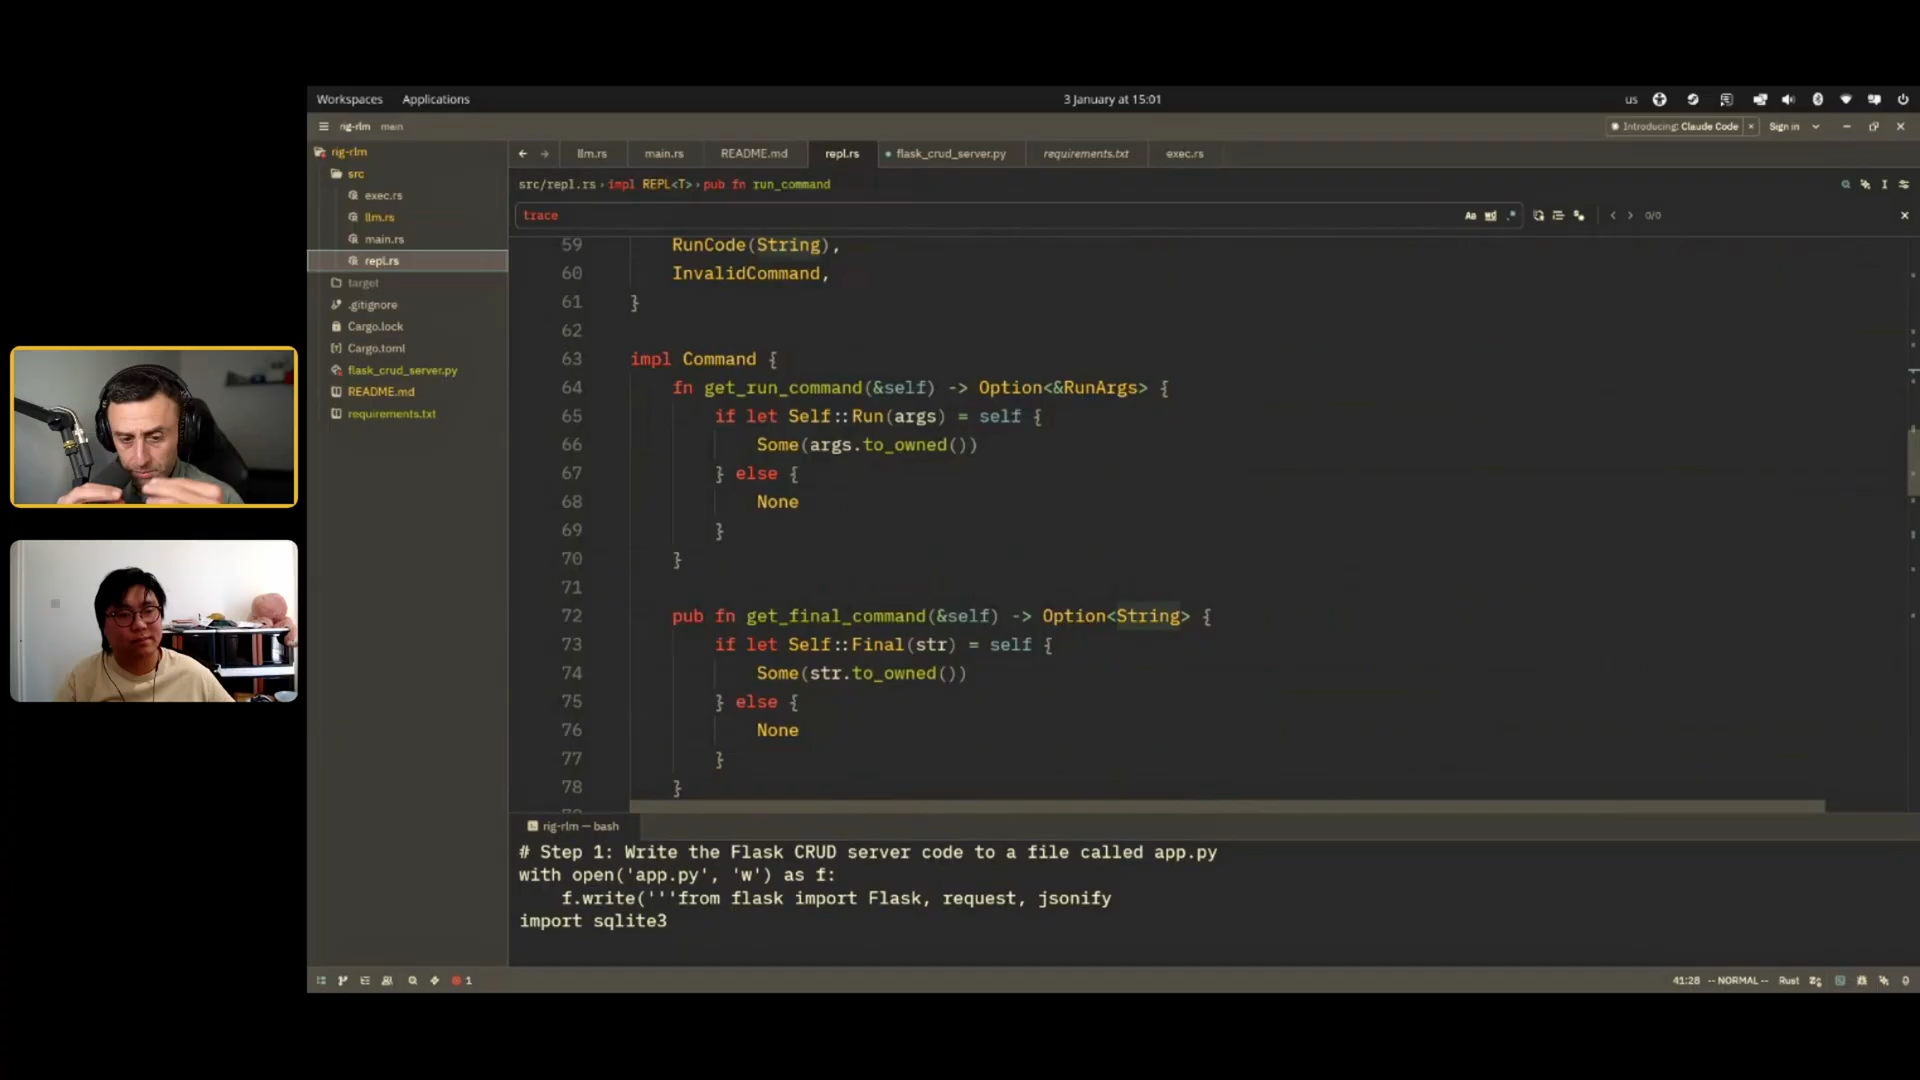 Workspaces Applications 3 January at 15:01 us
rig-rlm main Introducing: Claude Code Sign in
rig-rlm
src
exec.rs
llm.rs
main.rs
repl.rs
target
.gitignore
Cargo.lock
Cargo.toml
flask_crud_server.py
README.md
requirements.txt
llm.rs main.rs README.md repl.rs flask_crud_server.py requirements.txt exec.rs
src/repl.rs › impl REPL<T> › pub fn run_command
trace 0/0
59 RunCode(String),
60 InvalidCommand,
61 }
62
63 impl Command {
64 fn get_run_command(&self) -> Option<&RunArgs> {
65 if let Self::Run(args) = self {
66 Some(args.to_owned())
67 } else {
68 None
69 }
70 }
71
72 pub fn get_final_command(&self) -> Option<String> {
73 if let Self::Final(str) = self {
74 Some(str.to_owned())
75 } else {
76 None
77 }
78 }
rig-rlm — bash
# Step 1: Write the Flask CRUD server code to a file called app.py
with open('app.py', 'w') as f:
f.write('''from flask import Flask, request, jsonify
import sqlite3
1 41:28 -- NORMAL -- Rust